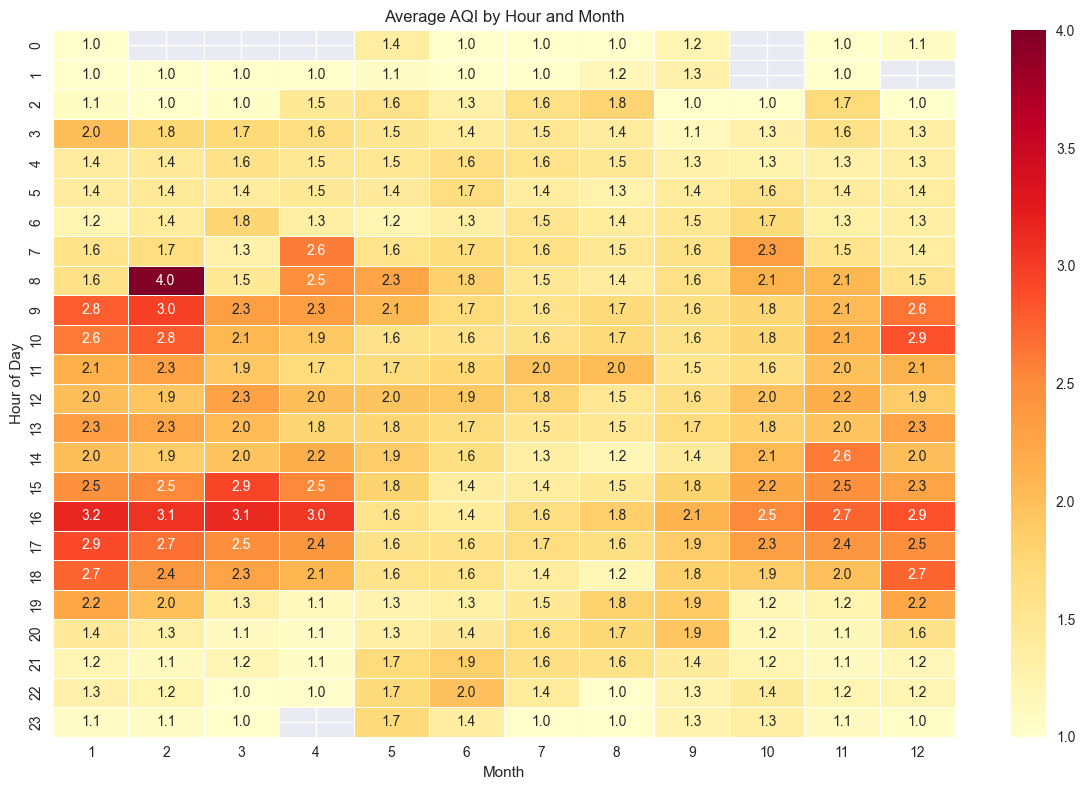 Average AQI by Hour and Month
Hour of Day
0 1.0 1.4 1.0 1.0 1.0 1.2 1.0 1.1
1 1.0 1.0 1.0 1.0 1.1 1.0 1.0 1.2 1.3 1.0
2 1.1 1.0 1.0 1.5 1.6 1.3 1.6 1.8 1.0 1.0 1.7 1.0
3 2.0 1.8 1.7 1.6 1.5 1.4 1.5 1.4 1.1 1.3 1.6 1.3
4 1.4 1.4 1.6 1.5 1.5 1.6 1.6 1.5 1.3 1.3 1.3 1.3
5 1.4 1.4 1.4 1.5 1.4 1.7 1.4 1.3 1.4 1.6 1.4 1.4
6 1.2 1.4 1.8 1.3 1.2 1.3 1.5 1.4 1.5 1.7 1.3 1.3
7 1.6 1.7 1.3 2.6 1.6 1.7 1.6 1.5 1.6 2.3 1.5 1.4
8 1.6 4.0 1.5 2.5 2.3 1.8 1.5 1.4 1.6 2.1 2.1 1.5
9 2.8 3.0 2.3 2.3 2.1 1.7 1.6 1.7 1.6 1.8 2.1 2.6
10 2.6 2.8 2.1 1.9 1.6 1.6 1.6 1.7 1.6 1.8 2.1 2.9
11 2.1 2.3 1.9 1.7 1.7 1.8 2.0 2.0 1.5 1.6 2.0 2.1
12 2.0 1.9 2.3 2.0 2.0 1.9 1.8 1.5 1.6 2.0 2.2 1.9
13 2.3 2.3 2.0 1.8 1.8 1.7 1.5 1.5 1.7 1.8 2.0 2.3
14 2.0 1.9 2.0 2.2 1.9 1.6 1.3 1.2 1.4 2.1 2.6 2.0
15 2.5 2.5 2.9 2.5 1.8 1.4 1.4 1.5 1.8 2.2 2.5 2.3
16 3.2 3.1 3.1 3.0 1.6 1.4 1.6 1.8 2.1 2.5 2.7 2.9
17 2.9 2.7 2.5 2.4 1.6 1.6 1.7 1.6 1.9 2.3 2.4 2.5
18 2.7 2.4 2.3 2.1 1.6 1.6 1.4 1.2 1.8 1.9 2.0 2.7
19 2.2 2.0 1.3 1.1 1.3 1.3 1.5 1.8 1.9 1.2 1.2 2.2
20 1.4 1.3 1.1 1.1 1.3 1.4 1.6 1.7 1.9 1.2 1.1 1.6
21 1.2 1.1 1.2 1.1 1.7 1.9 1.6 1.6 1.4 1.2 1.1 1.2
22 1.3 1.2 1.0 1.0 1.7 2.0 1.4 1.0 1.3 1.4 1.2 1.2
23 1.1 1.1 1.0 1.7 1.4 1.0 1.0 1.3 1.3 1.1 1.0
1 2 3 4 5 6 7 8 9 10 11 12
Month
4.0
3.5
3.0
2.5
2.0
1.5
1.0